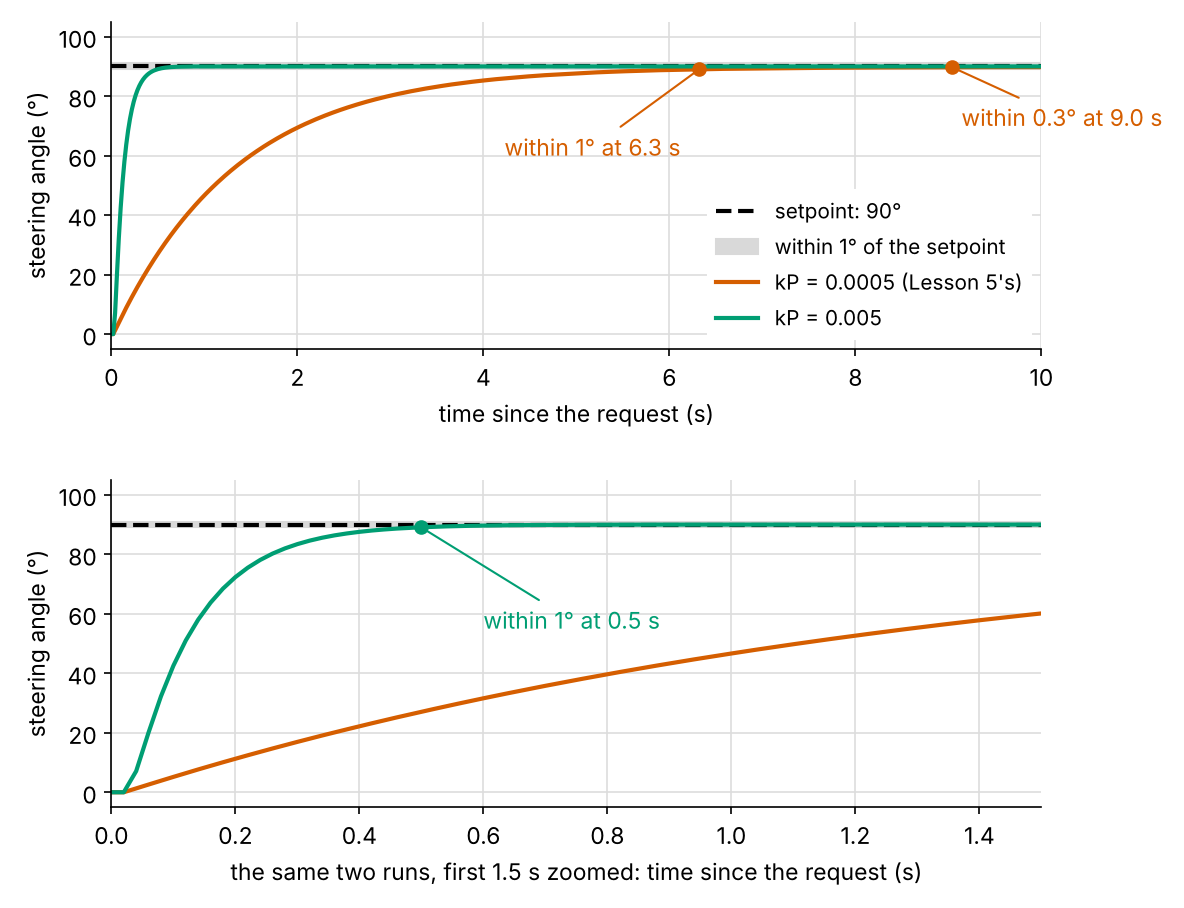 100
80
60
40
20
0
steering angle (°)
within 1° at 6.3 s
within 0.3° at 9.0 s
setpoint: 90°
within 1° of the setpoint
kP = 0.0005 (Lesson 5's)
kP = 0.005
0 2 4 6 8 10
time since the request (s)
100
80
60
40
20
0
steering angle (°)
within 1° at 0.5 s
0.0 0.2 0.4 0.6 0.8 1.0 1.2 1.4
the same two runs, first 1.5 s zoomed: time since the request (s)